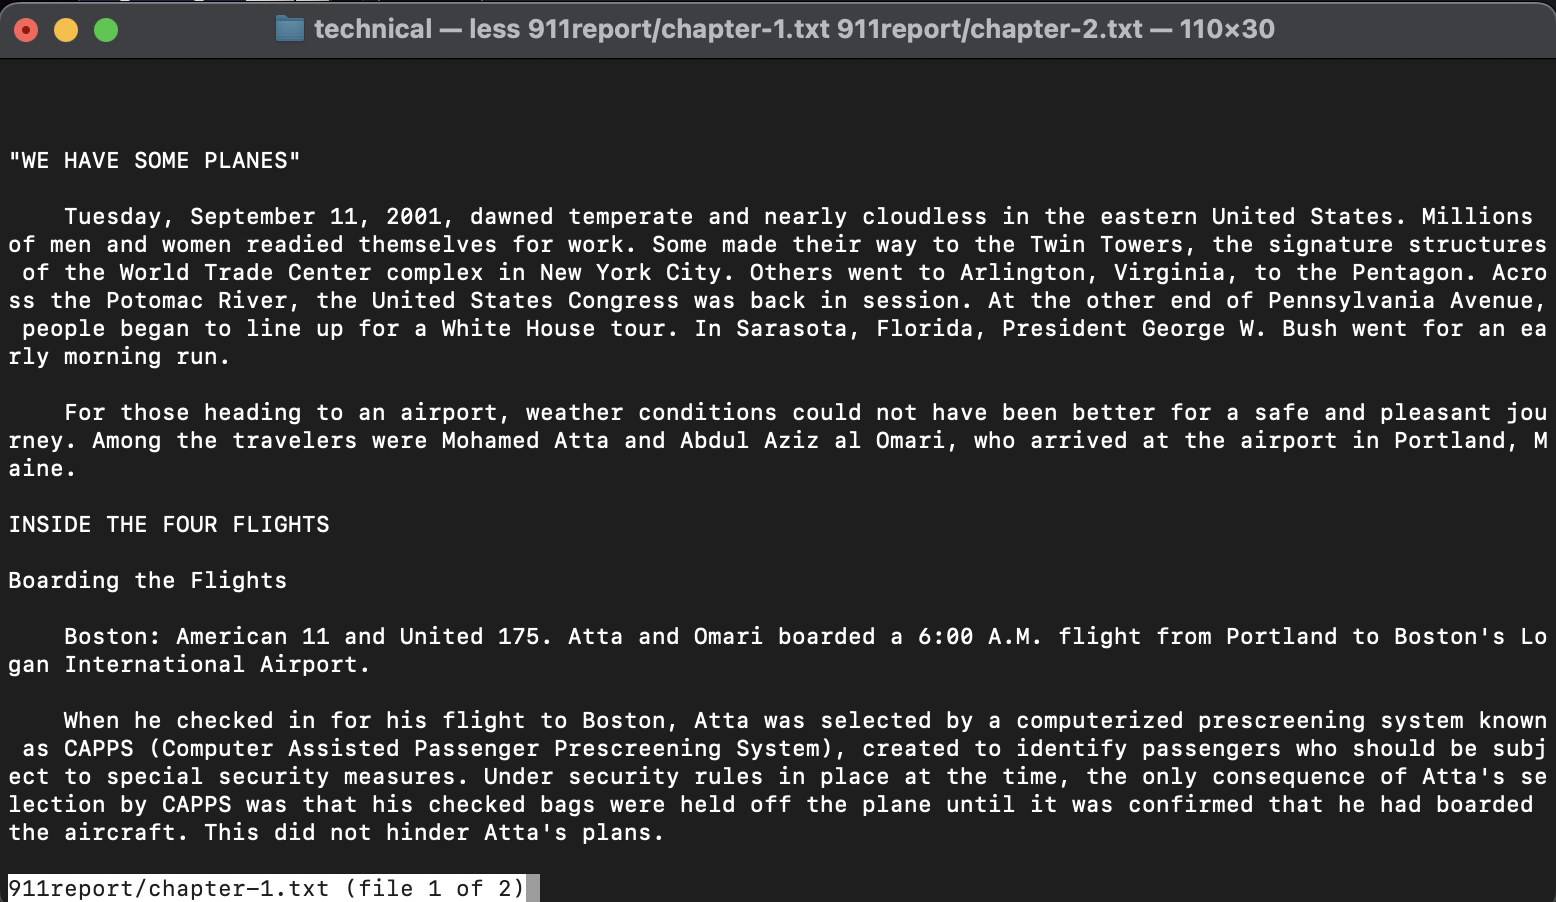 technical — less 911report/chapter-1.txt 911report/chapter-2.txt — 110×30
"WE HAVE SOME PLANES"
Tuesday, September 11, 2001, dawned temperate and nearly cloudless in the eastern United States. Millions
of men and women readied themselves for work. Some made their way to the Twin Towers, the signature structures
of the World Trade Center complex in New York City. Others went to Arlington, Virginia, to the Pentagon. Acro
ss the Potomac River, the United States Congress was back in session. At the other end of Pennsylvania Avenue,
people began to line up for a White House tour. In Sarasota, Florida, President George W. Bush went for an ea
rly morning run.
For those heading to an airport, weather conditions could not have been better for a safe and pleasant jou
rney. Among the travelers were Mohamed Atta and Abdul Aziz al Omari, who arrived at the airport in Portland, M
aine.
INSIDE THE FOUR FLIGHTS
Boarding the Flights
Boston: American 11 and United 175. Atta and Omari boarded a 6:00 A.M. flight from Portland to Boston's Lo
gan International Airport.
When he checked in for his flight to Boston, Atta was selected by a computerized prescreening system known
as CAPPS (Computer Assisted Passenger Prescreening System), created to identify passengers who should be subj
ect to special security measures. Under security rules in place at the time, the only consequence of Atta's se
lection by CAPPS was that his checked bags were held off the plane until it was confirmed that he had boarded
the aircraft. This did not hinder Atta's plans.
911report/chapter-1.txt (file 1 of 2)